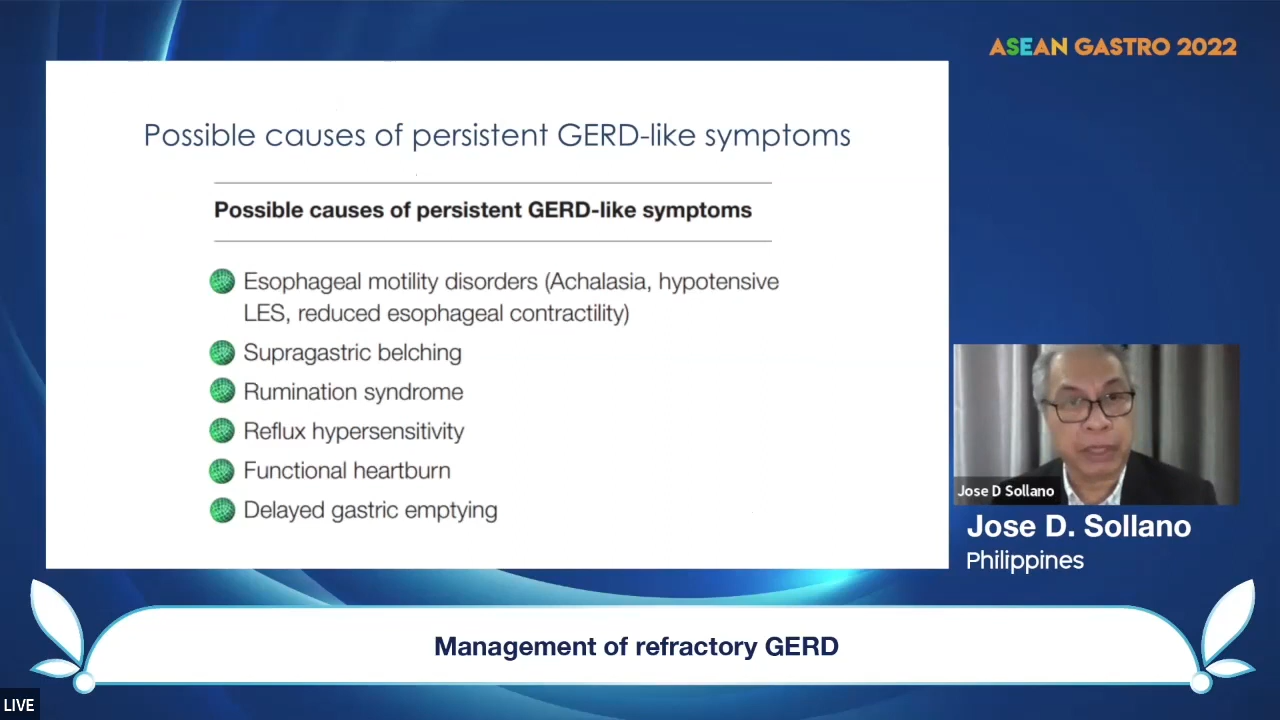 ASEAN GASTRO 2022
Possible causes of persistent GERD-like symptoms
Possible causes of persistent GERD-like symptoms
Esophageal motility disorders (Achalasia, hypotensive
LES, reduced esophageal contractility)
Supragastric belching
Rumination syndrome
Reflux hypersensitivity
Functional heartburn
Delayed gastric emptying
Jose D Sollano
Jose D. Sollano
Philippines
Management of refractory GERD
LIVE